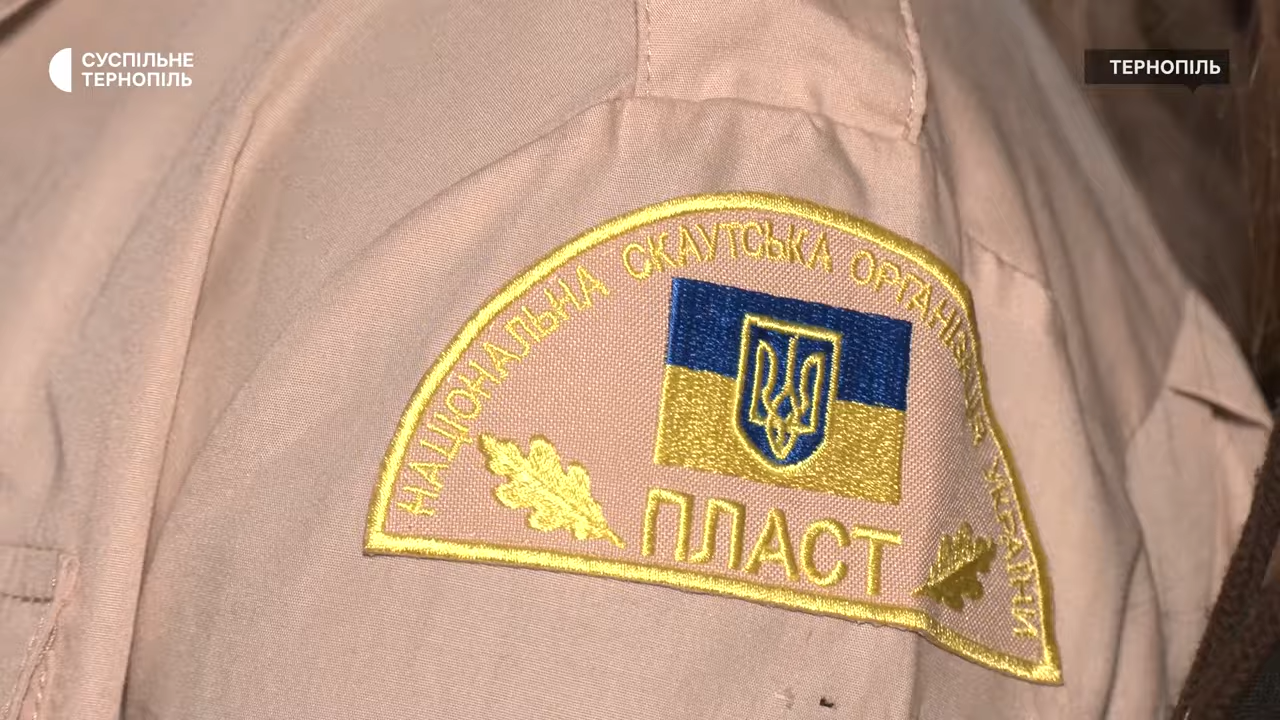 СУСПІЛЬНЕ
ТЕРНОПІЛЬ
ТЕРНОПІЛЬ
НАЦІОНАЛЬНА СКАУТСЬКА ОРГАНІЗАЦІЯ УКРАЇНИ
ПЛАСТ